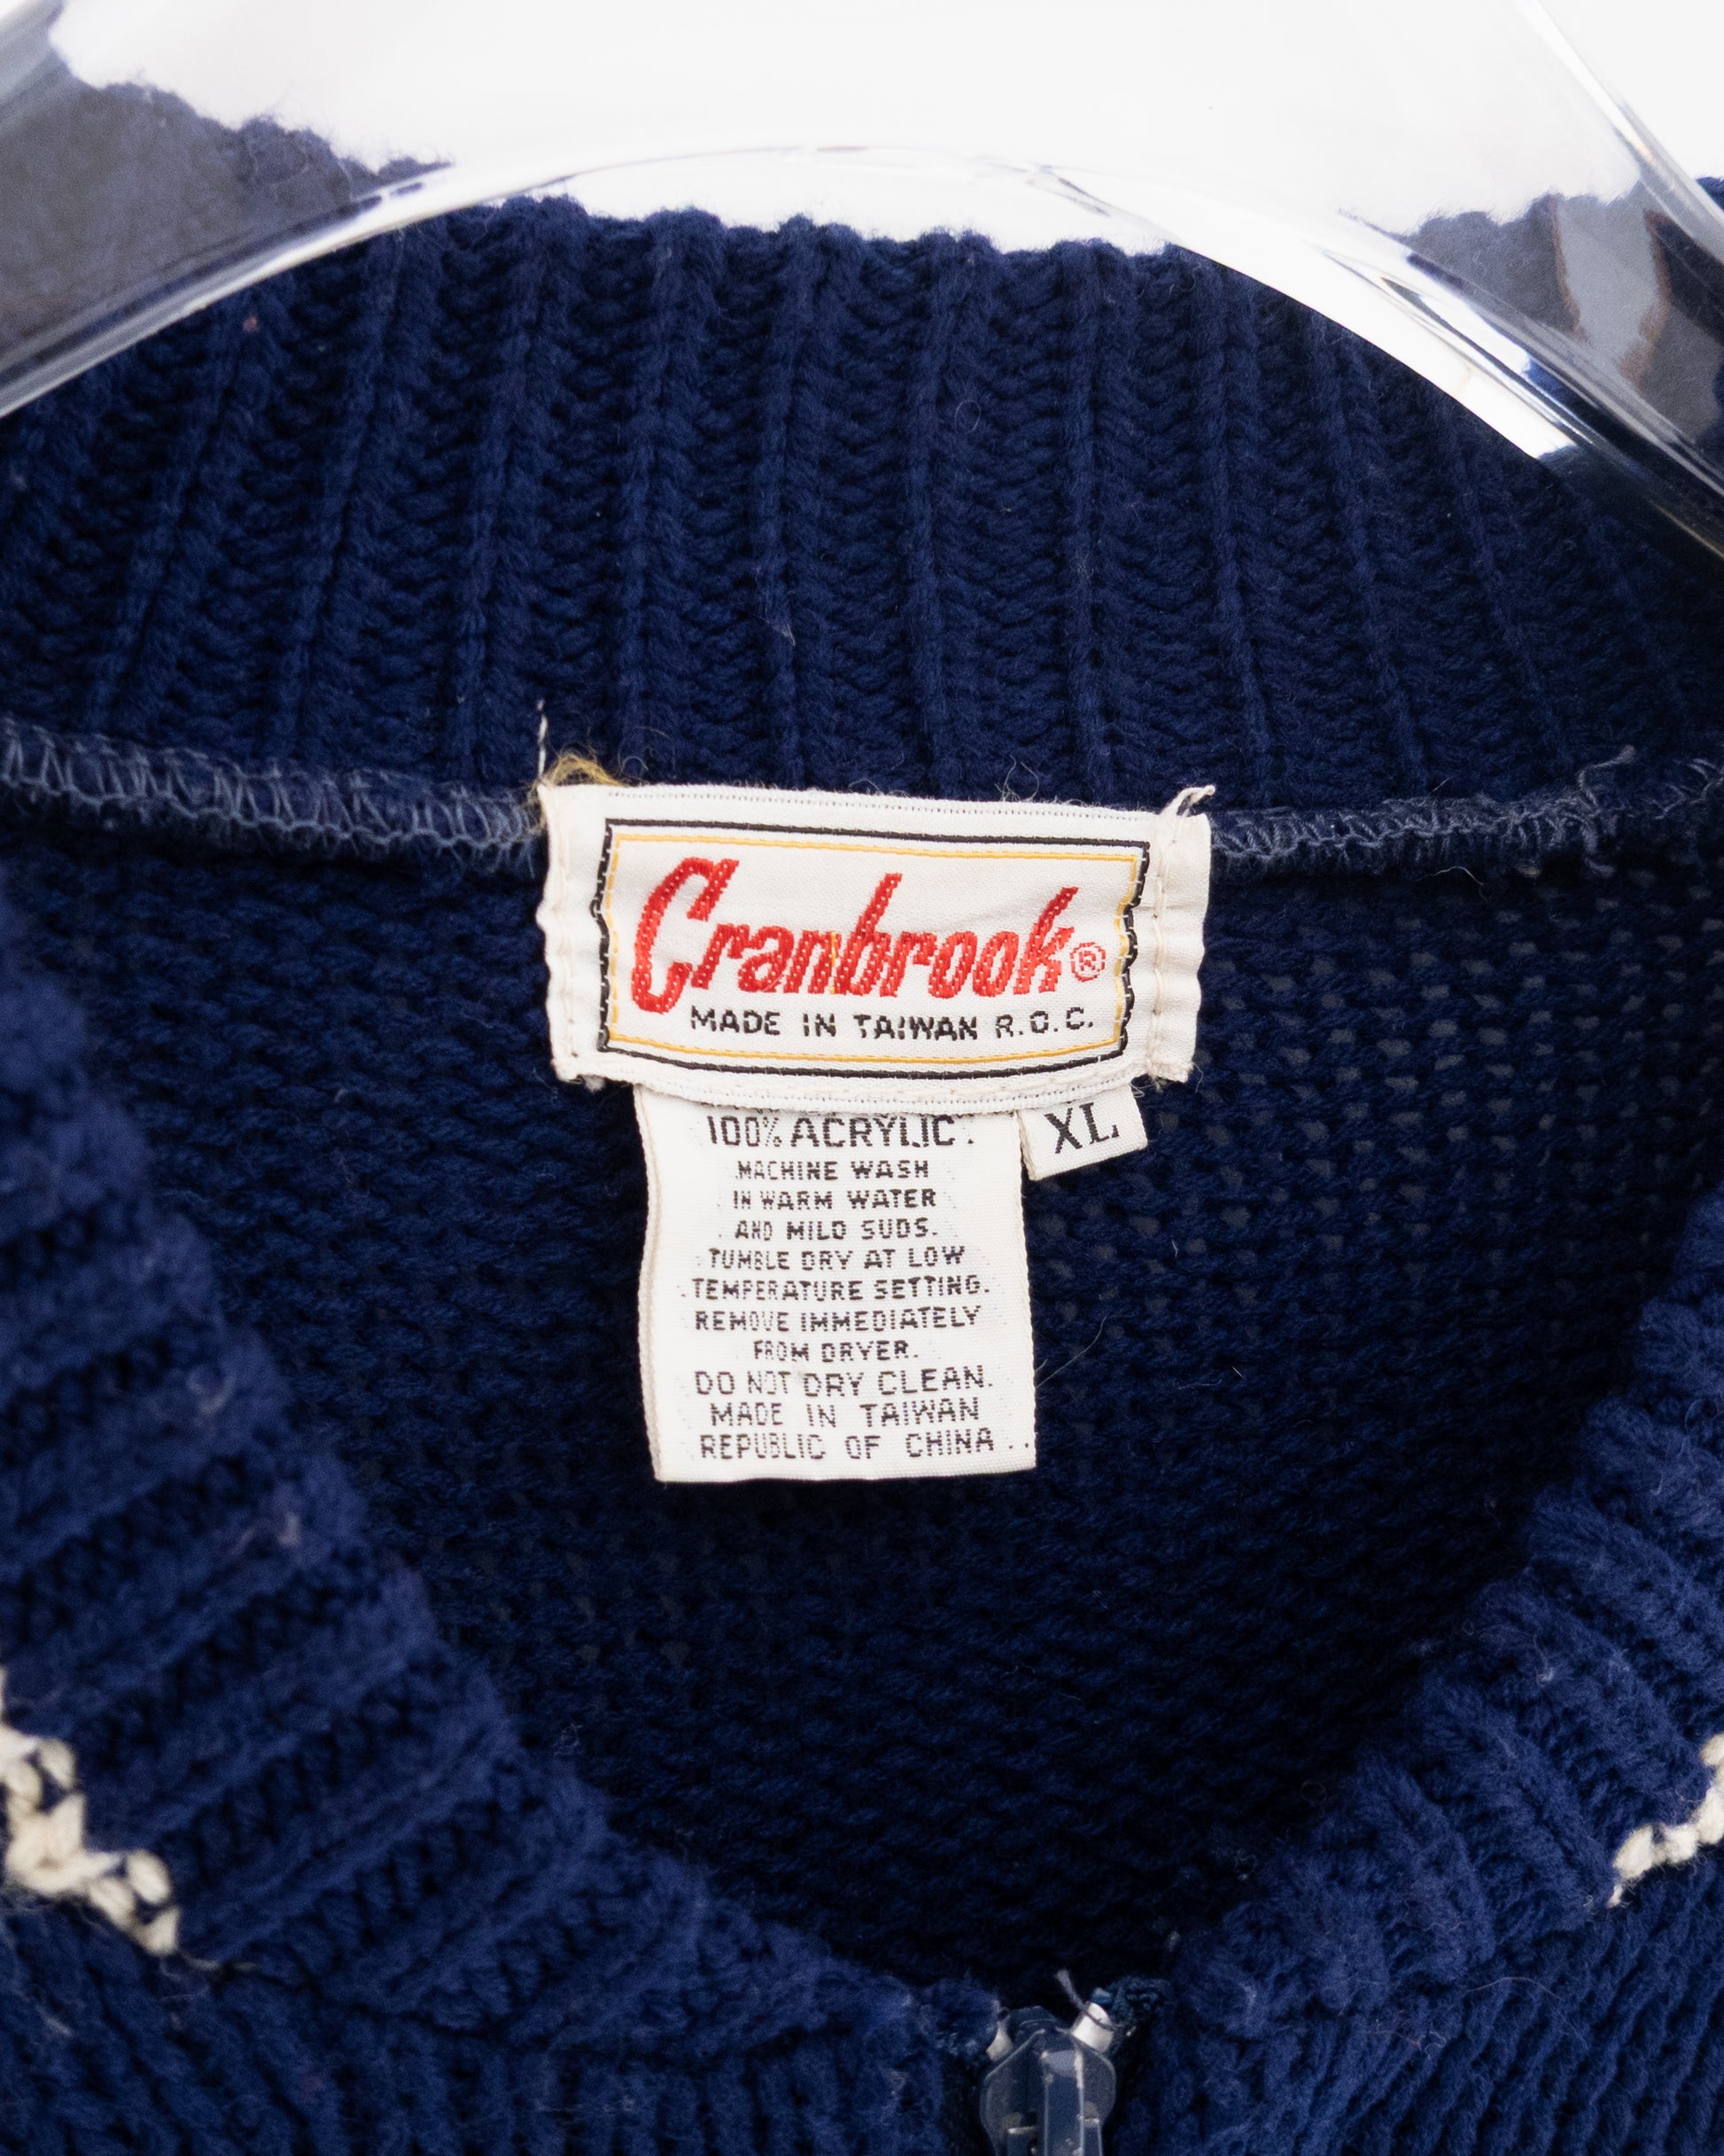 Cranbrook®
MADE IN TAIWAN R.O.C.
100% ACRYLIC.
XL
MACHINE WASH
IN WARM WATER
AND MILD SUDS.
TUMBLE DRY AT LOW
TEMPERATURE SETTING.
REMOVE IMMEDIATELY
FROM DRYER.
DO NOT DRY CLEAN.
MADE IN TAIWAN
REPUBLIC OF CHINA..